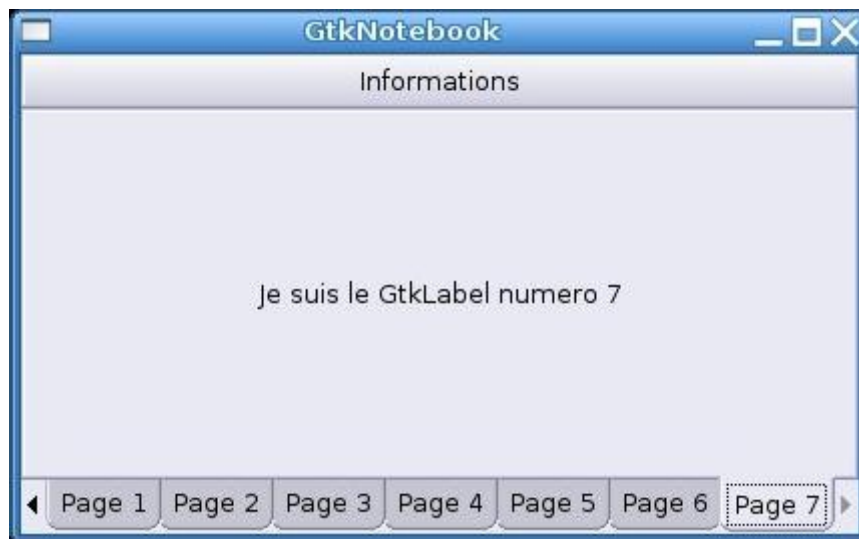 GtkNotebook
Informations
Je suis le GtkLabel numero 7
Page 1 Page 2 Page 3 Page 4 Page 5 Page 6 Page 7